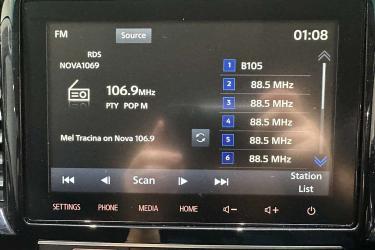 FM
Source
01:08
RDS
NOVA1069
106.9MHz
PTY POP M
Mel Tracina on Nova 106.9
1 B105
2 88.5 MHz
3 88.5 MHz
4 88.5 MHz
5 88.5 MHz
6 88.5 MHz
Scan
Station
List
SETTINGS PHONE MEDIA HOME